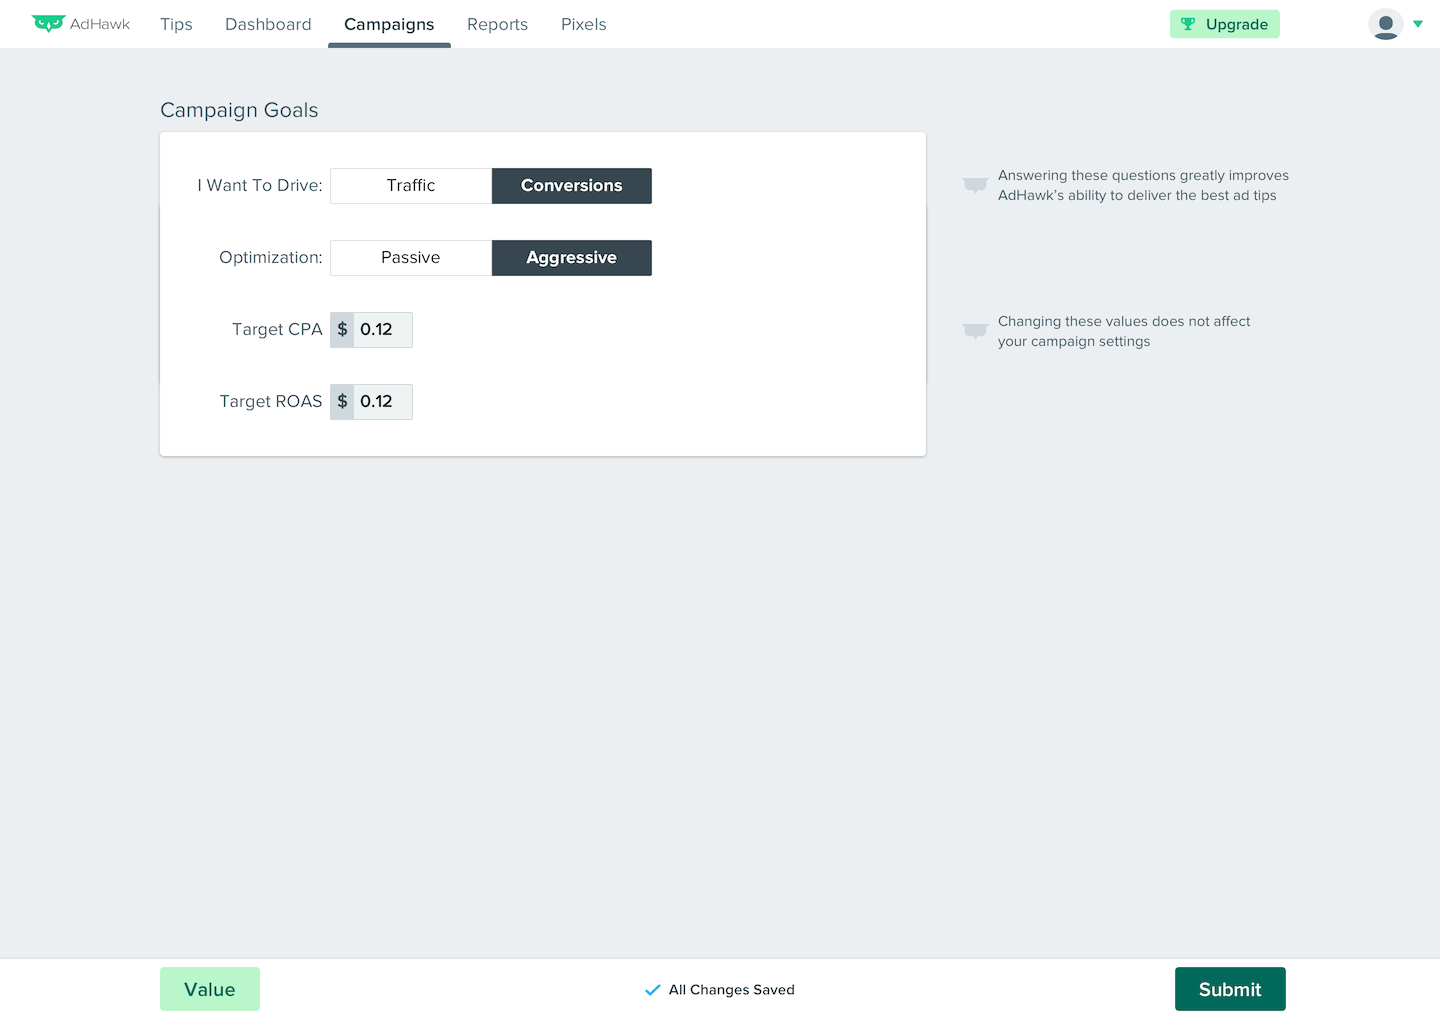 AdHawk Tips Dashboard Campaigns Reports Pixels Upgrade
Campaign Goals
I Want To Drive: Traffic Conversions
Answering these questions greatly improves
AdHawk's ability to deliver the best ad tips
Optimization: Passive Aggressive
Target CPA $ 0.12
Changing these values does not affect
your campaign settings
Target ROAS $ 0.12
Value All Changes Saved Submit